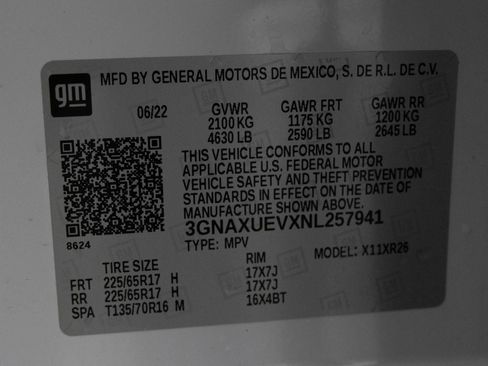 gm MFD BY GENERAL MOTORS DE MEXICO, S. DE R.L. DE C.V.
06/22 GVWR GAWR FRT GAWR RR
2100 KG 1175 KG 1200 KG
4630 LB 2590 LB 2645 LB
THIS VEHICLE CONFORMS TO ALL
APPLICABLE U.S. FEDERAL MOTOR
VEHICLE SAFETY AND THEFT PREVENTION
STANDARDS IN EFFECT ON THE DATE OF
MANUFACTURE SHOWN ABOVE.
3GNAXUEVXNL257941
8624 TYPE: MPV MODEL: X11XR26
TIRE SIZE RIM
FRT 225/65R17 H 17X7J
RR 225/65R17 H 17X7J
SPA T135/70R16 M 16X4BT